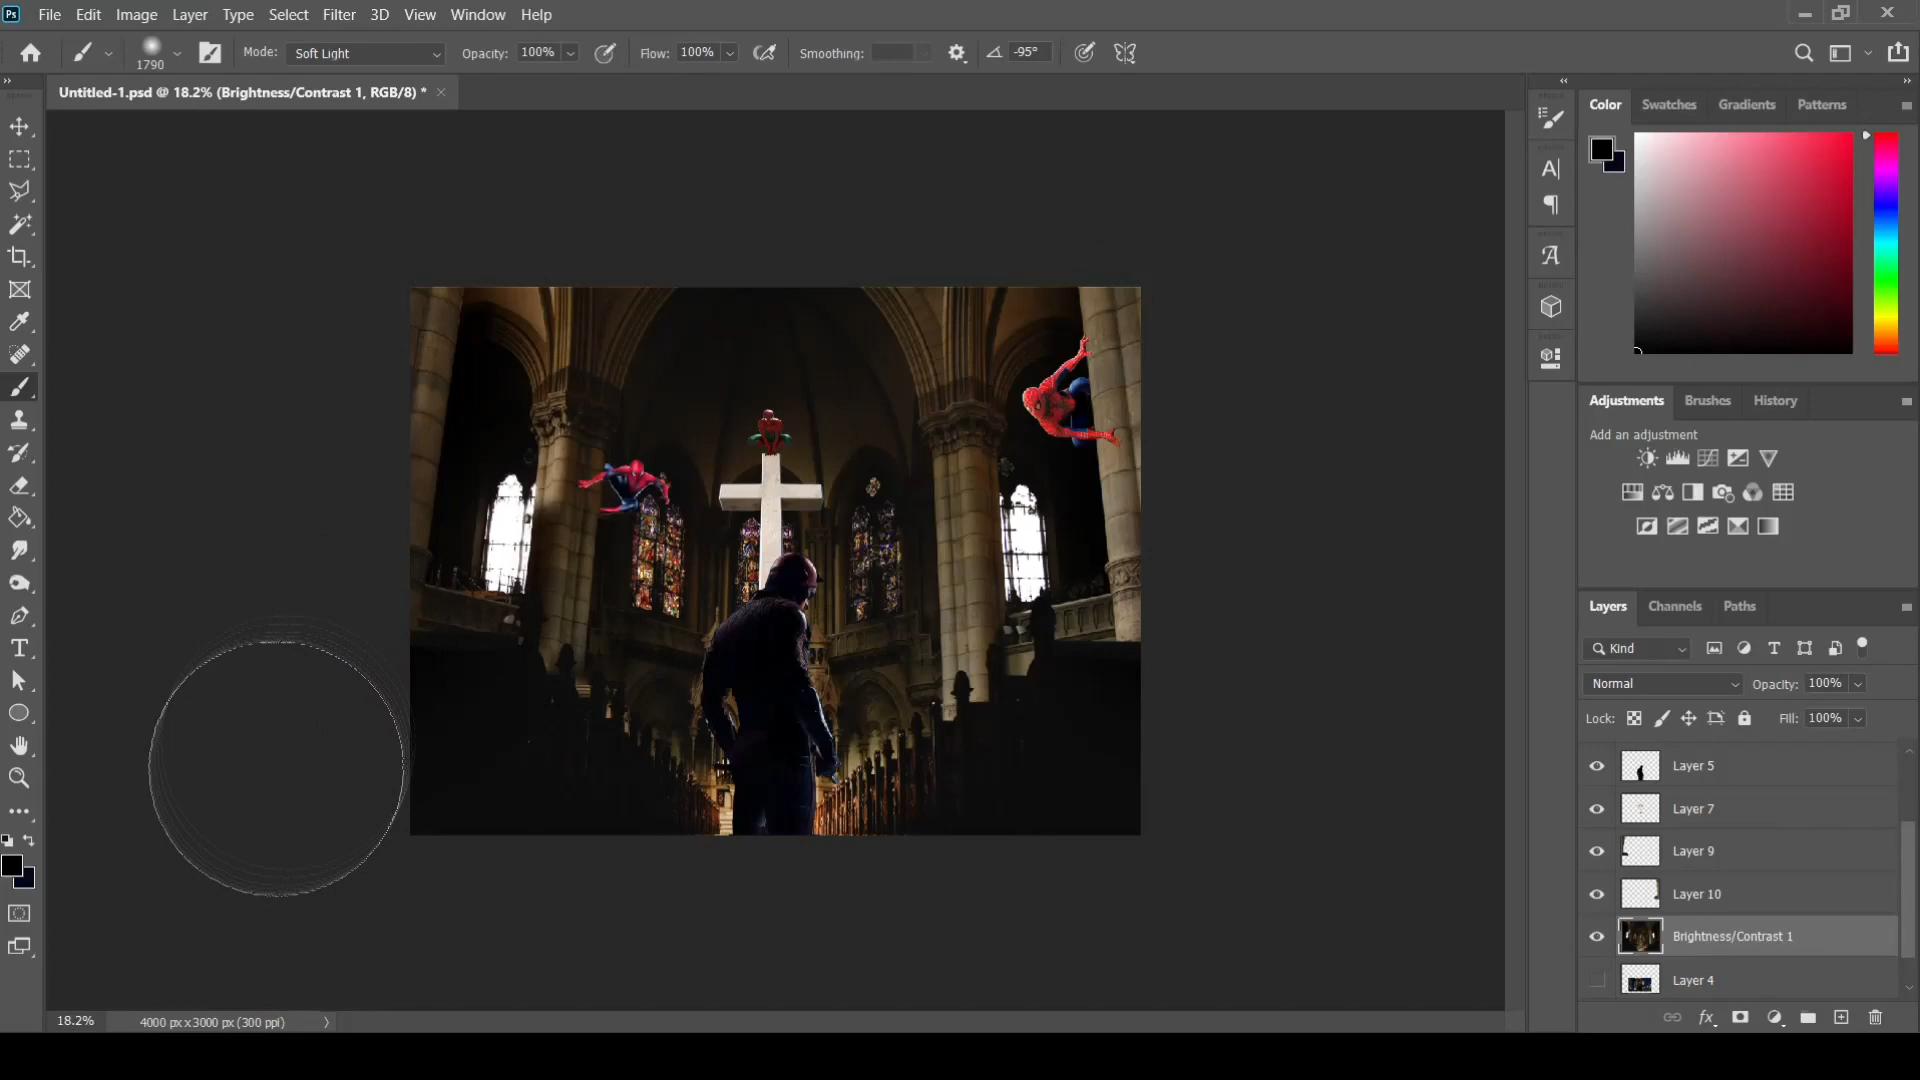 Ps File Edit Image Layer Type Select Filter 3D View Window Help
1790 Mode: Soft Light Opacity: 100% Flow: 100% Smoothing: -95°
Untitled-1.psd @ 18.2% (Brightness/Contrast 1, RGB/8) *
Color Swatches Gradients Patterns
Adjustments Brushes History
Add an adjustment
Layers Channels Paths
Kind
Normal Opacity: 100%
Lock: Fill: 100%
Layer 5
Layer 7
Layer 9
Layer 10
Brightness/Contrast 1
Layer 4
fx
18.2% 4000 px x 3000 px (300 ppi)